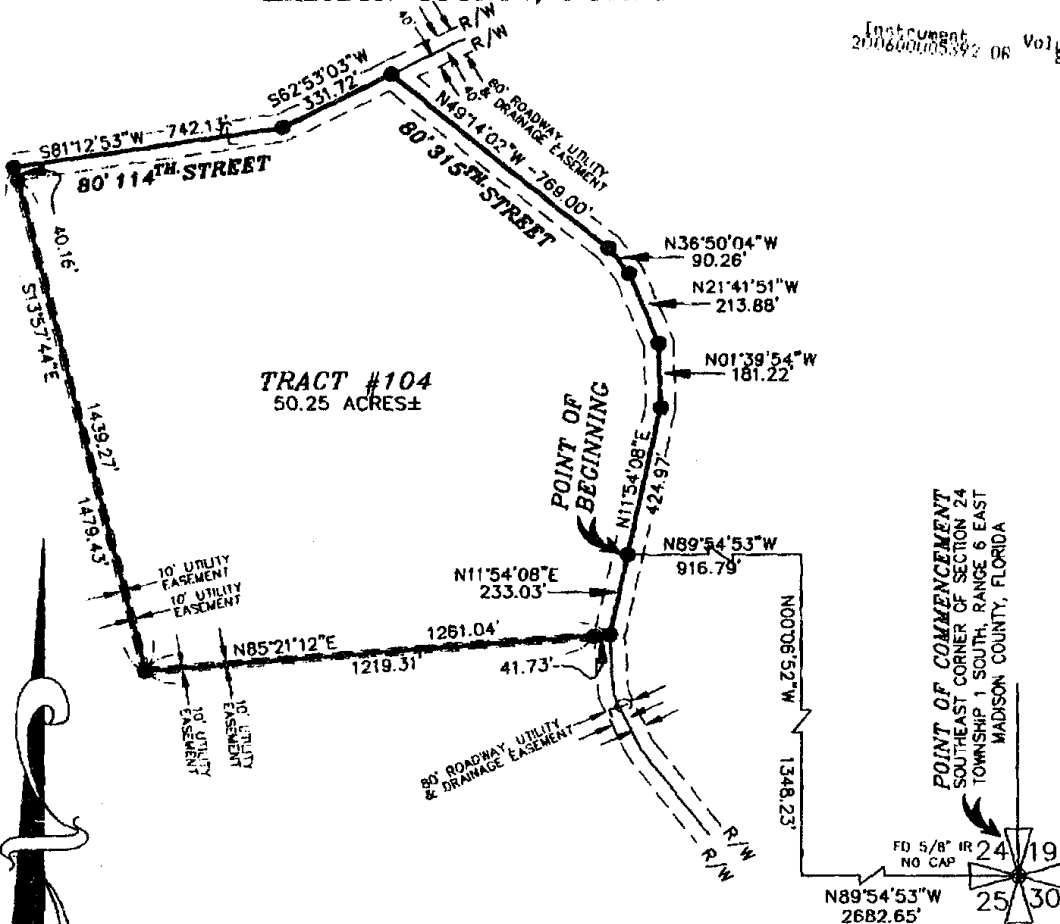 Instrument
200600005392 OR
40'
R/W
R/W
40'
80' ROADWAY, UTILITY
& DRAINAGE EASEMENT
S62°53'03"W
331.72'
S81°12'53"W 742.13'
80' 114TH. STREET
N49°14'02"W 769.00'
80' 315TH. STREET
40.16'
S13°57'44"E
N36°50'04"W
90.26'
N21°41'51"W
213.88'
N01°39'54"W
181.22'
TRACT #104
50.25 ACRES±
1439.27'
1479.43'
POINT OF
BEGINNING
N11°54'08"E
424.97'
N89°54'53"W
916.79'
N11°54'08"E
233.03'
10' UTILITY
EASEMENT
10' UTILITY
EASEMENT
N85°21'12"E
1261.04'
1219.31'
41.73'
10' UTILITY
EASEMENT
10' UTILITY
EASEMENT
80' ROADWAY, UTILITY
& DRAINAGE EASEMENT
R/W
R/W
N00°06'52"W
1348.23'
POINT OF COMMENCEMENT
SOUTHEAST CORNER OF SECTION 24
TOWNSHIP 1 SOUTH, RANGE 6 EAST
MADISON COUNTY, FLORIDA
FD 5/8" IR
NO CAP
24 19
25 30
N89°54'53"W
2682.65'